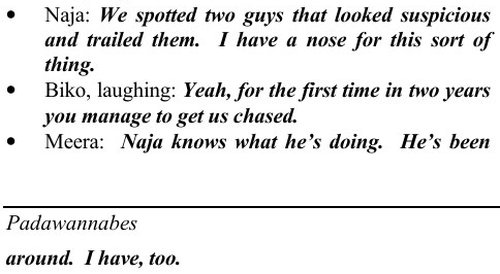 • Naja: We spotted two guys that looked suspicious
and trailed them. I have a nose for this sort of
thing.
• Biko, laughing: Yeah, for the first time in two years
you manage to get us chased.
• Meera: Naja knows what he's doing. He's been
Padawannabes
around. I have, too.